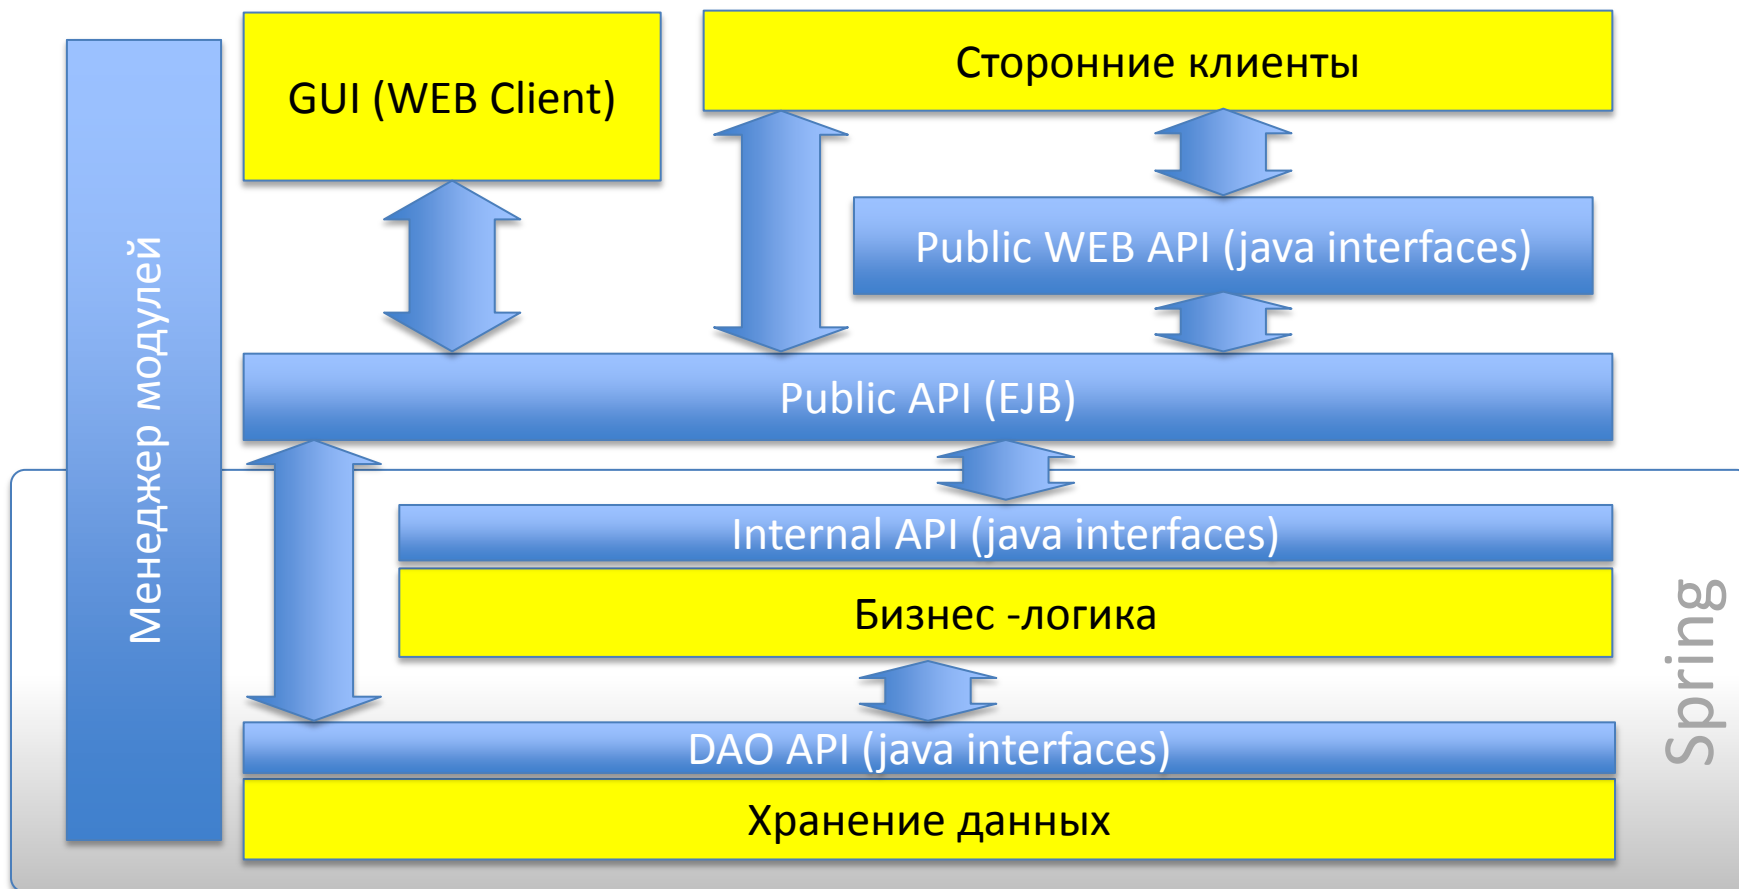 Менеджер модулей
GUI (WEB Client)
Сторонние клиенты
Public WEB API (java interfaces)
Public API (EJB)
Internal API (java interfaces)
Бизнес -логика
DAO API (java interfaces)
Хранение данных
Spring